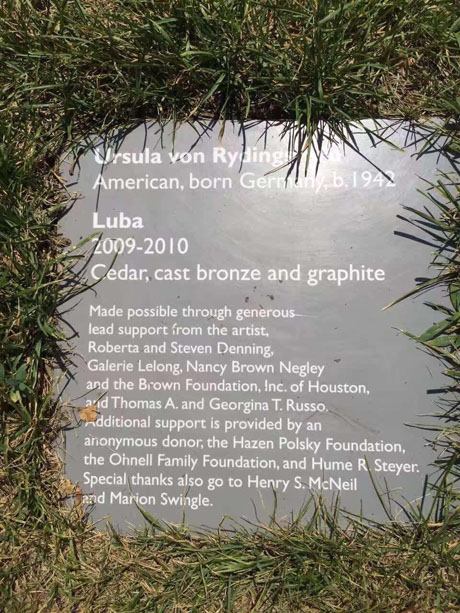 Ursula von
American, born Germany, b.1942
Luba
2009-2010
Cedar, cast bronze and graphite
Made possible through generous
lead support from the artist,
Roberta and Steven Denning,
Galerie Lelong, Nancy Brown Negley
and the Brown Foundation, Inc. of Houston,
and Thomas A. and Georgina T. Russo.
Additional support is provided by an
anonymous donor, the Hazen Polsky Foundation,
the Ohnell Family Foundation, and Hume R. Steyer.
Special thanks also go to Henry S. McNeil
and Marion Swingle.